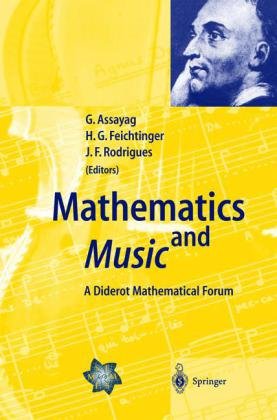 G. Assayag
H. G. Feichtinger
J. F. Rodrigues
(Editors)
Mathematics
and
Music
A Diderot Mathematical Forum
Springer